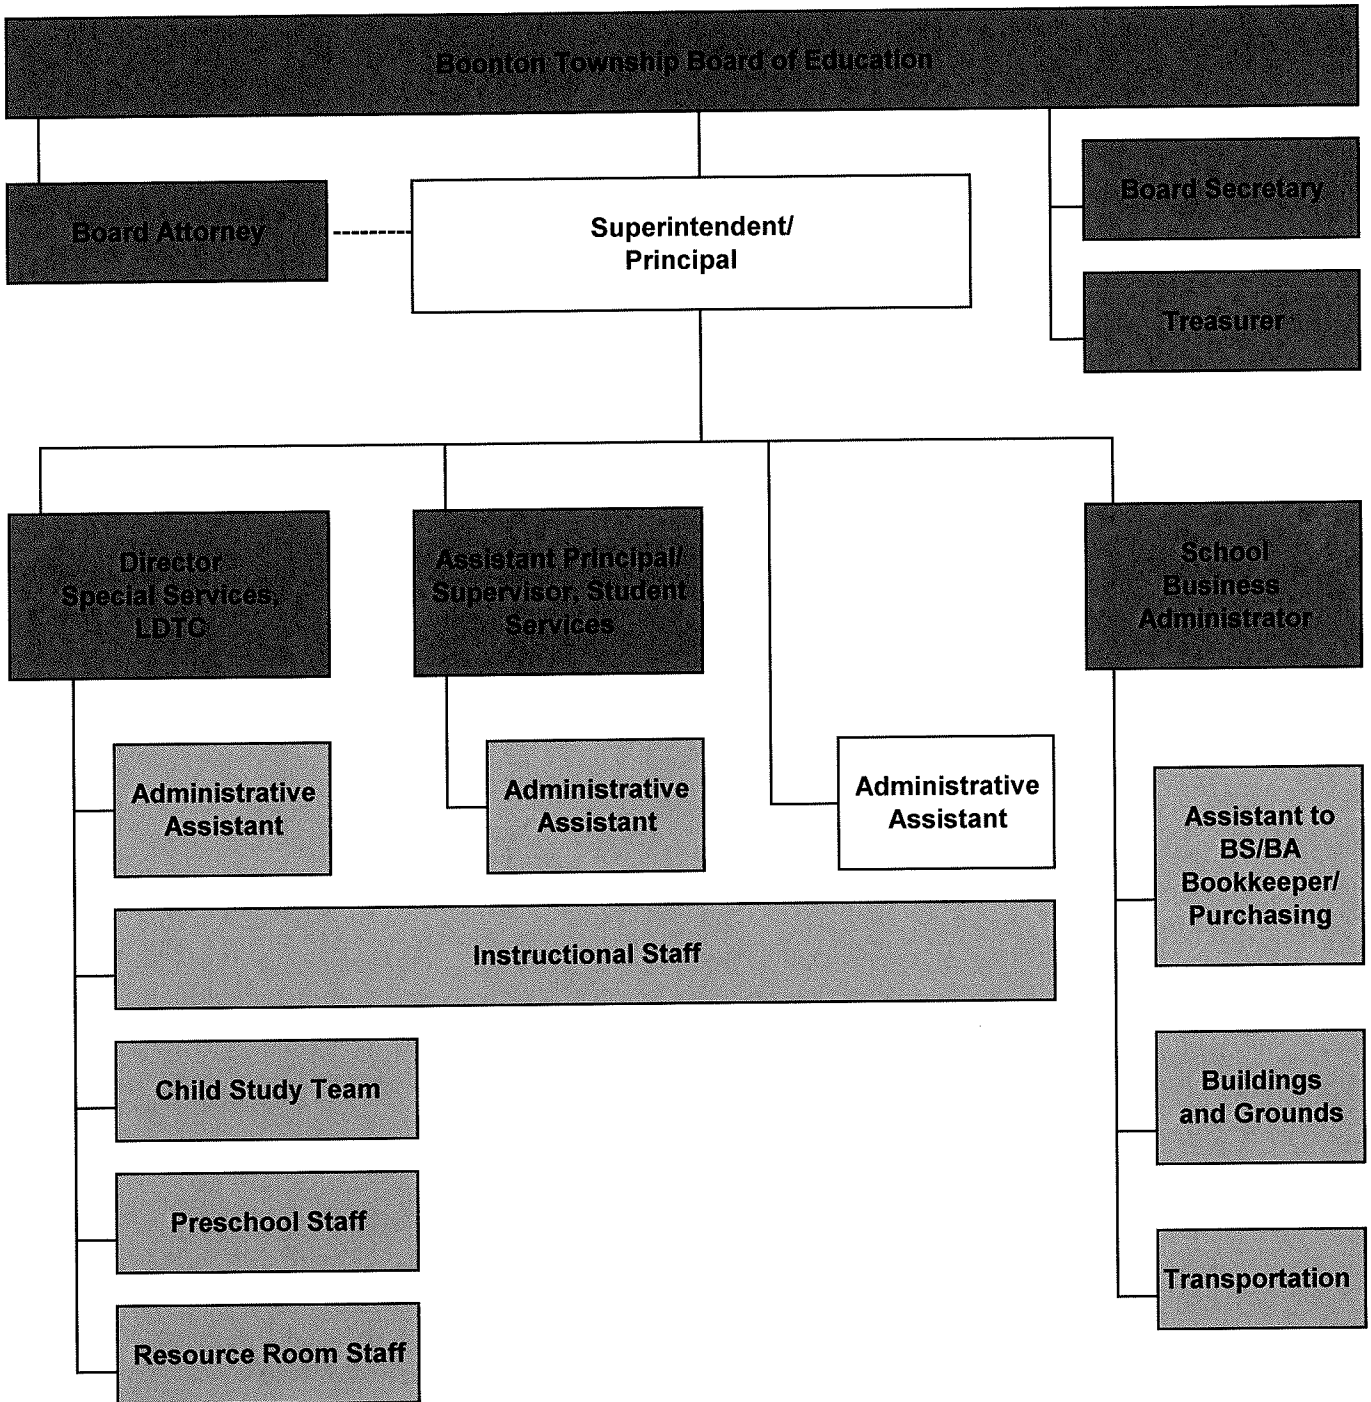 Boonton Township Board of Education
Board Attorney
Superintendent/
Principal
Board Secretary
Treasurer
Director
Special Services,
LDTC
Assistant Principal/
Supervisor, Student
Services
School
Business
Administrator
Administrative
Assistant
Administrative
Assistant
Administrative
Assistant
Assistant to
BS/BA
Bookkeeper/
Purchasing
Instructional Staff
Child Study Team
Buildings
and Grounds
Preschool Staff
Transportation
Resource Room Staff